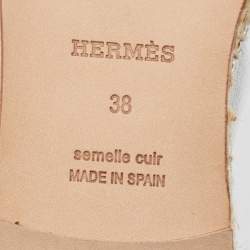 HERMÈS
38
semelle cuir
MADE IN SPAIN